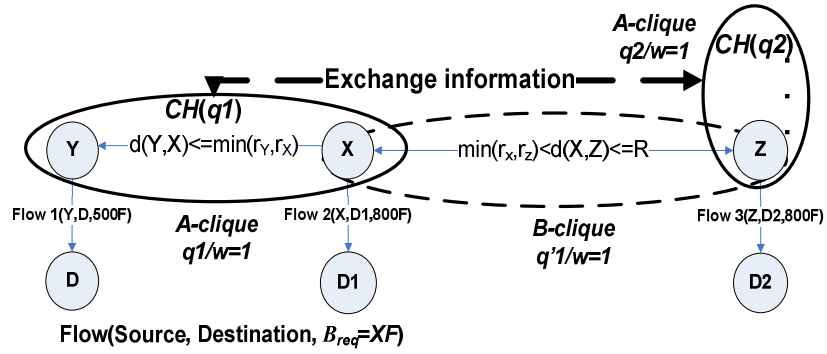 A-clique
q2/w=1
CH(q2)
Exchange information
CH(q1)
Y
d(Y,X)<=min(rY,rX)
X
min(rx,rz)<d(X,Z)<=R
Z
Flow 1(Y,D,500F)
A-clique
q1/w=1
Flow 2(X,D1,800F)
B-clique
q'1/w=1
Flow 3(Z,D2,800F)
D
D1
D2
Flow(Source, Destination, Breq=XF)